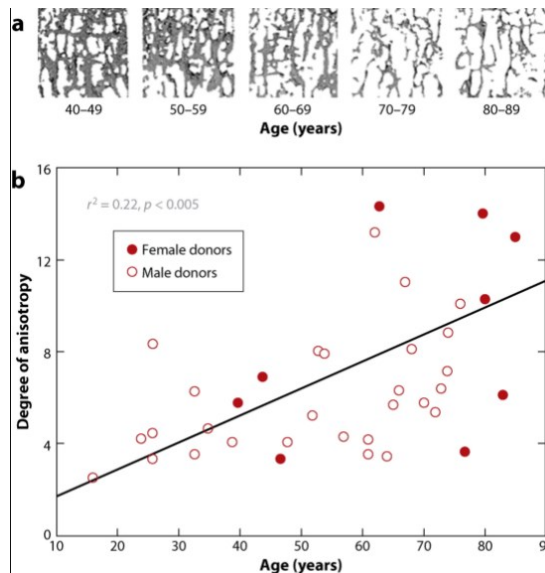 a
40–49 50–59 60–69 70–79 80–89
Age (years)
b
16
r² = 0.22, p < 0.005
Female donors
Male donors
12
8
4
0
Degree of anisotropy
10 20 30 40 50 60 70 80 90
Age (years)